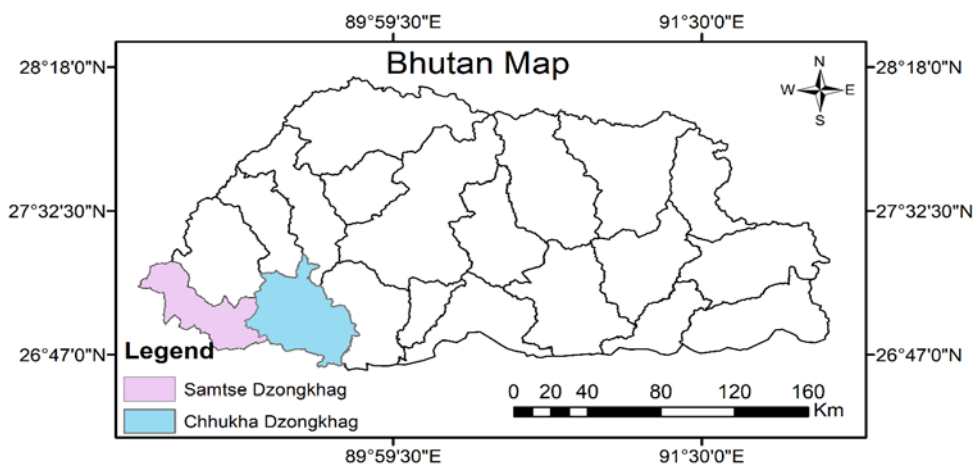 89°59'30"E 91°30'0"E
28°18'0"N Bhutan Map 28°18'0"N
N
W E
S
27°32'30"N 27°32'30"N
26°47'0"N 26°47'0"N
Legend
Samtse Dzongkhag
Chhukha Dzongkhag
0 20 40 80 120 160
Km
89°59'30"E 91°30'0"E